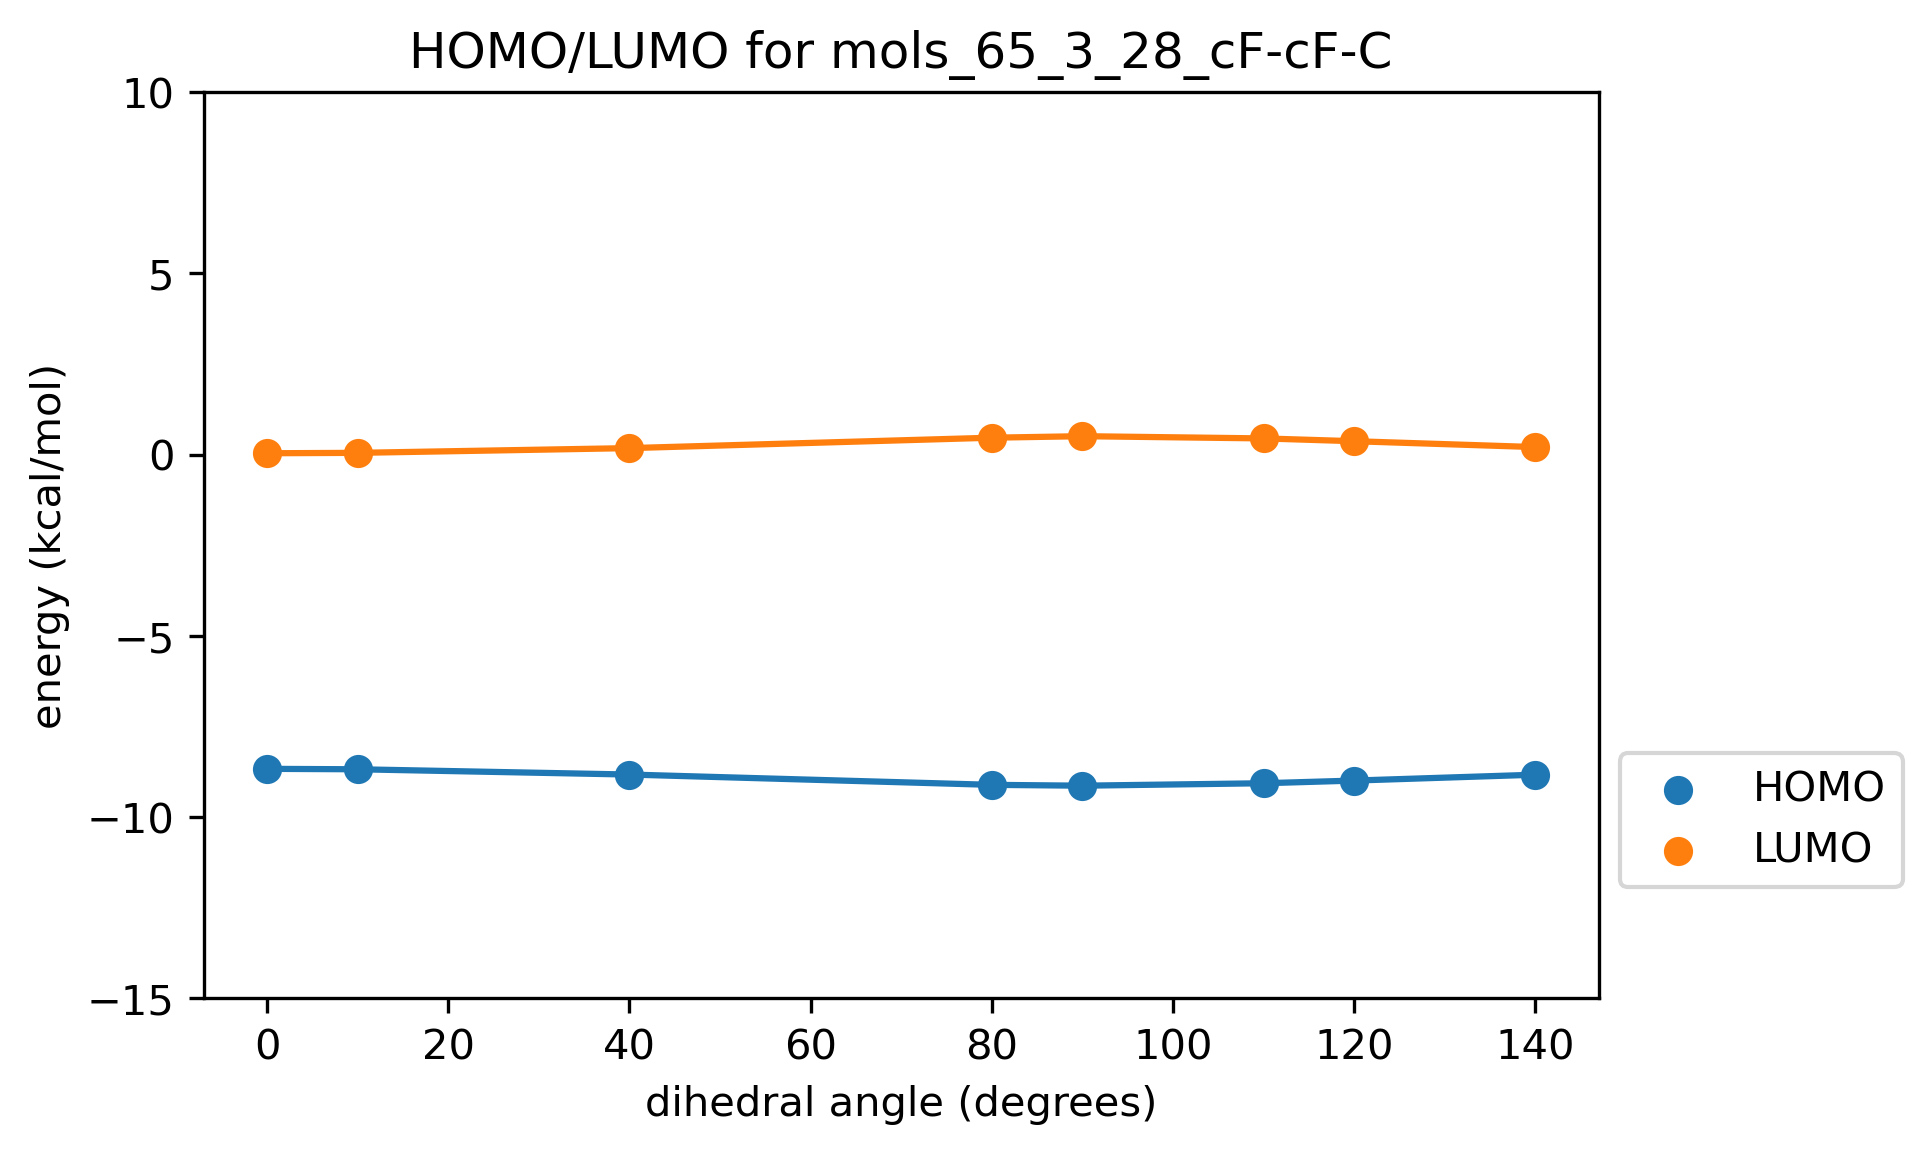 HOMO/LUMO for mols_65_3_28_cF-cF-C
10
5
0
−5
−10
−15
energy (kcal/mol)
0 20 40 60 80 100 120 140
dihedral angle (degrees)
HOMO
LUMO